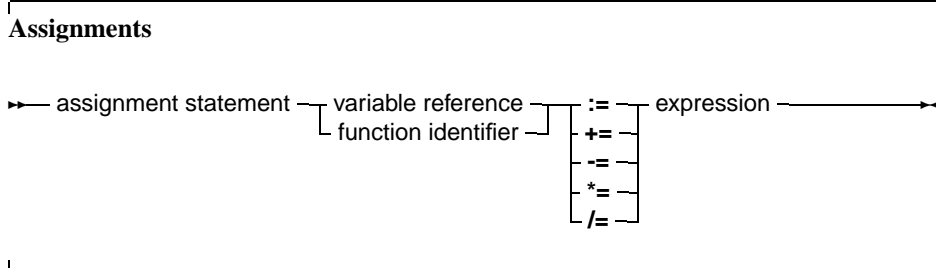 Assignments
assignment statement variable reference := expression
function identifier +=
-=
*=
/=